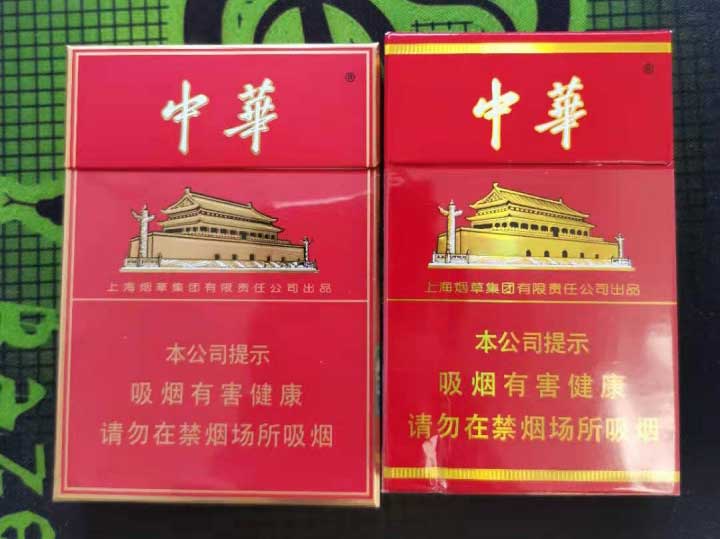 中華®
上海烟草集团有限责任公司出品
本公司提示
吸烟有害健康
请勿在禁烟场所吸烟
中華®
上海烟草集团有限责任公司出品
本公司提示
吸烟有害健康
请勿在禁烟场所吸烟